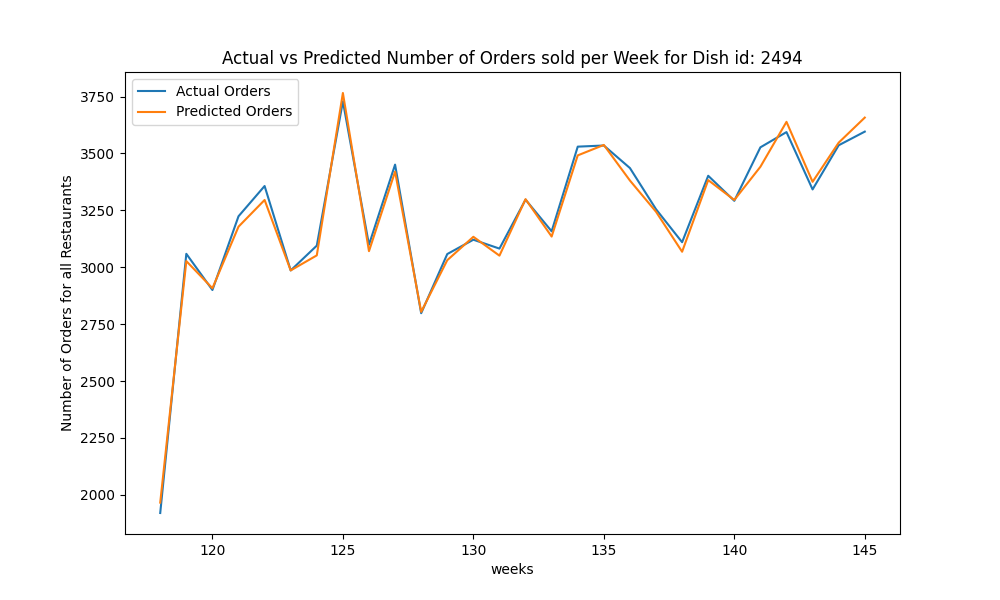 Actual vs Predicted Number of Orders sold per Week for Dish id: 2494
Actual Orders
Predicted Orders
Number of Orders for all Restaurants
3750
3500
3250
3000
2750
2500
2250
2000
120 125 130 135 140 145
weeks